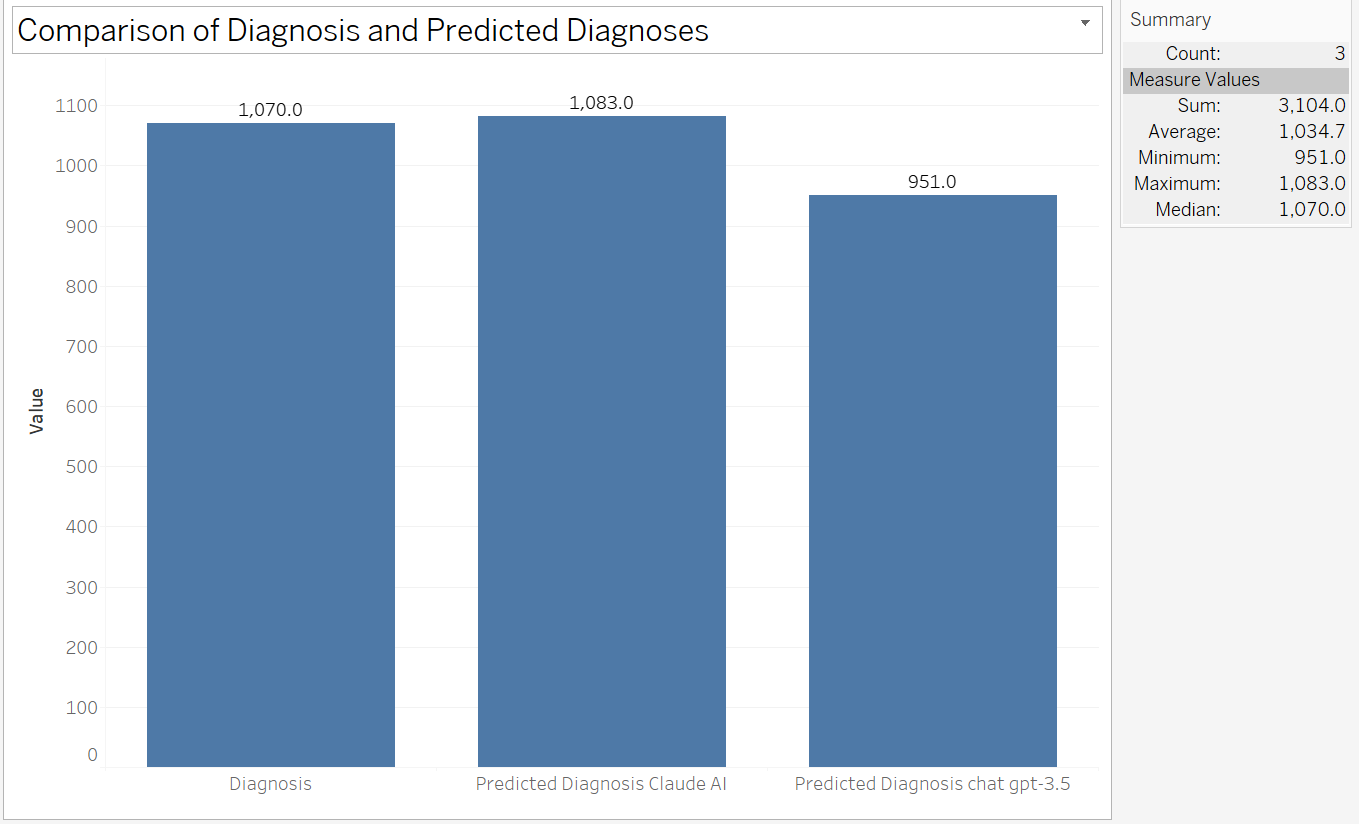 Comparison of Diagnosis and Predicted Diagnoses
Value
1100
1000
900
800
700
600
500
400
300
200
100
0
1,070.0
1,083.0
951.0
Diagnosis
Predicted Diagnosis Claude AI
Predicted Diagnosis chat gpt-3.5
Summary
Count: 3
Measure Values
Sum: 3,104.0
Average: 1,034.7
Minimum: 951.0
Maximum: 1,083.0
Median: 1,070.0